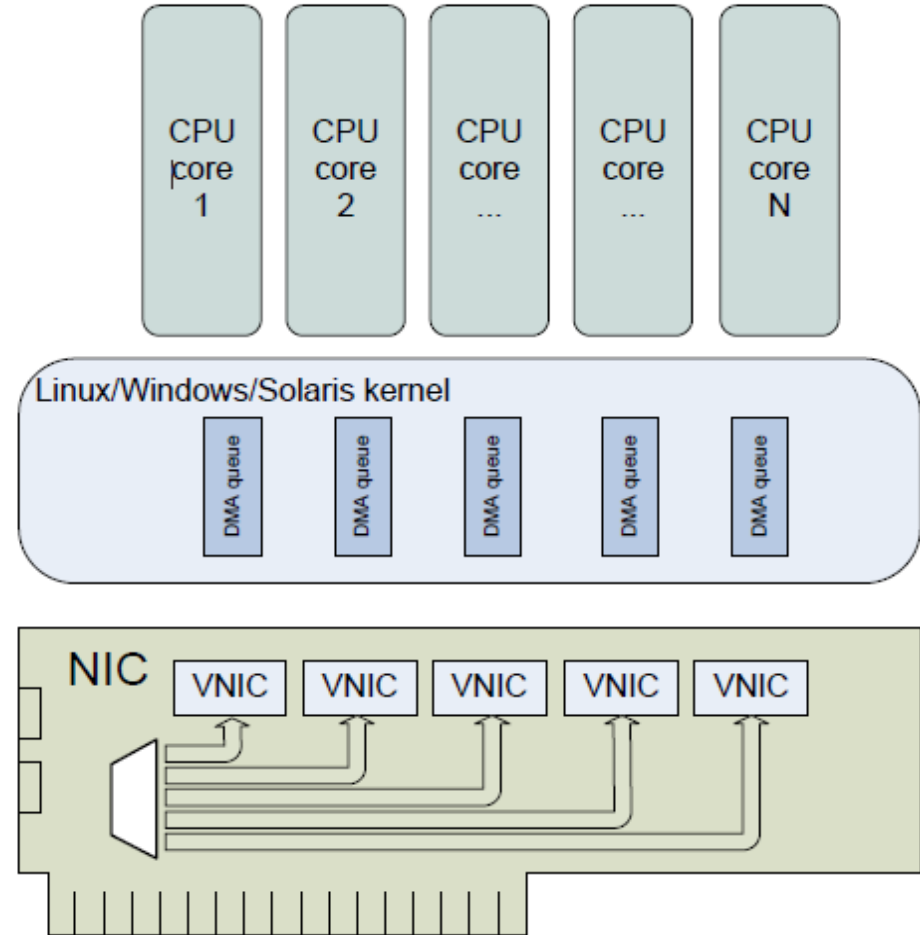 CPU
core
1
CPU
core
2
CPU
core
...
CPU
core
...
CPU
core
N
Linux/Windows/Solaris kernel
DMA queue
DMA queue
DMA queue
DMA queue
DMA queue
NIC
VNIC
VNIC
VNIC
VNIC
VNIC